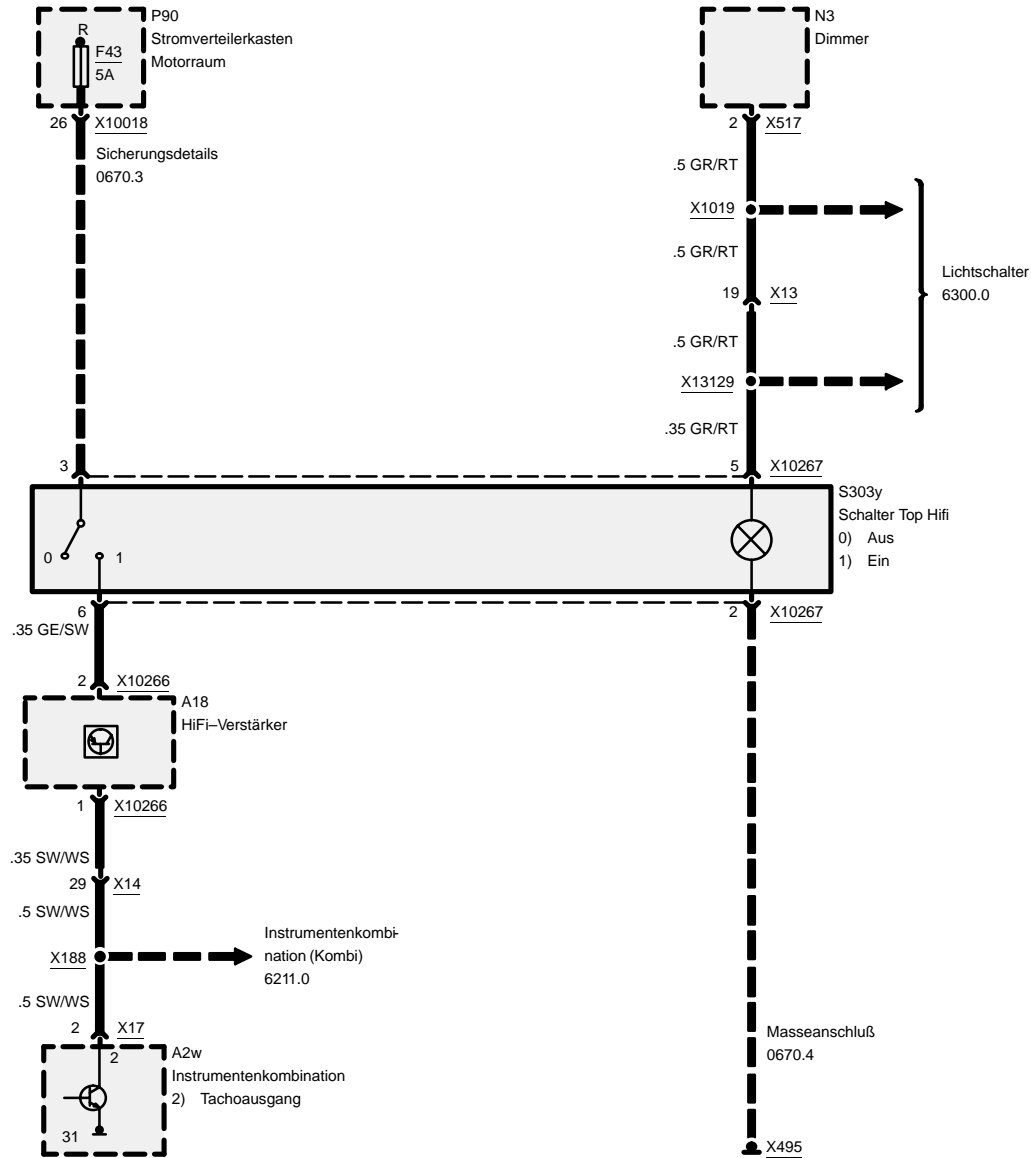 P90
Stromverteilerkasten
Motorraum
R
F43
5A
26 X10018
Sicherungsdetails
0670.3
N3
Dimmer
2 X517
.5 GR/RT
X1019
.5 GR/RT
19 X13
Lichtschalter
6300.0
.5 GR/RT
X13129
.35 GR/RT
3
5 X10267
S303y
Schalter Top Hifi
0) Aus
1) Ein
0 1
6
.35 GE/SW
2 X10267
2 X10266
A18
HiFi–Verstärker
1 X10266
.35 SW/WS
29 X14
.5 SW/WS
X188
Instrumentenkombi-
nation (Kombi)
6211.0
.5 SW/WS
2 X17
2
A2w
Instrumentenkombination
2) Tachoausgang
31
Masseanschluß
0670.4
X495